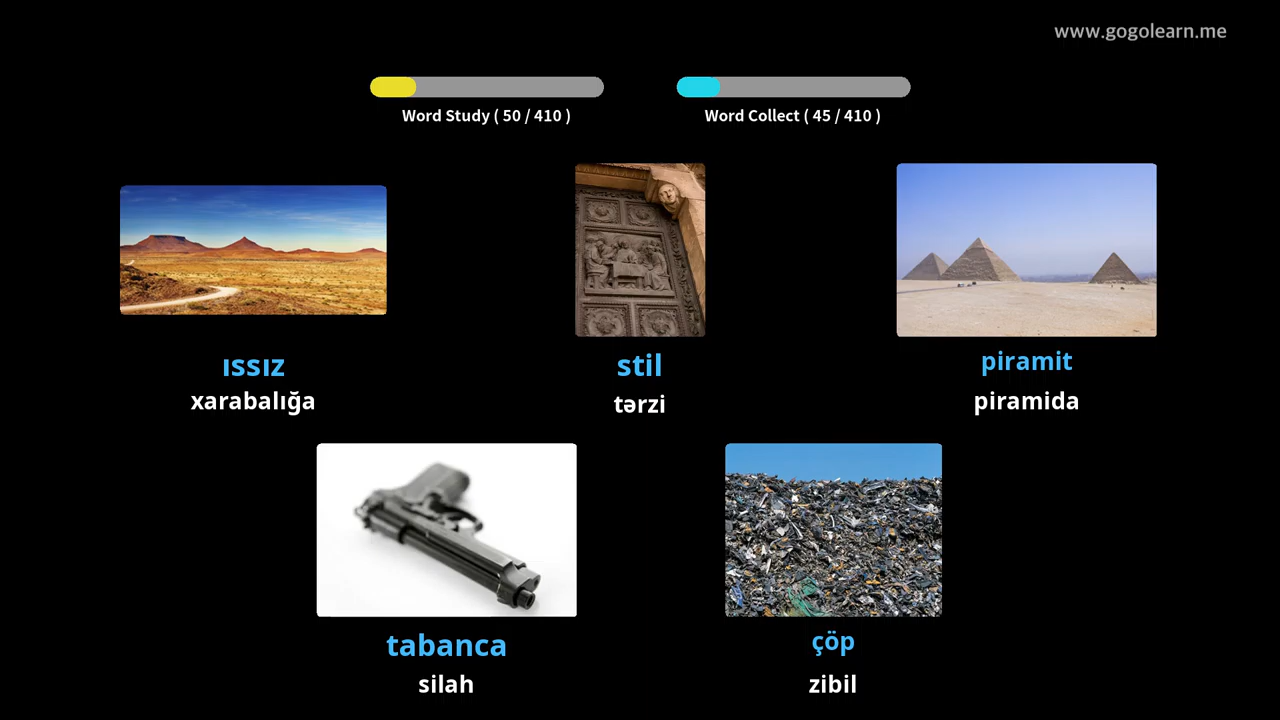 www.gogolearn.me
Word Study ( 50 / 410 )
Word Collect ( 45 / 410 )
ıssız
xarabalığa
stil
tərzi
piramit
piramida
tabanca
silah
çöp
zibil